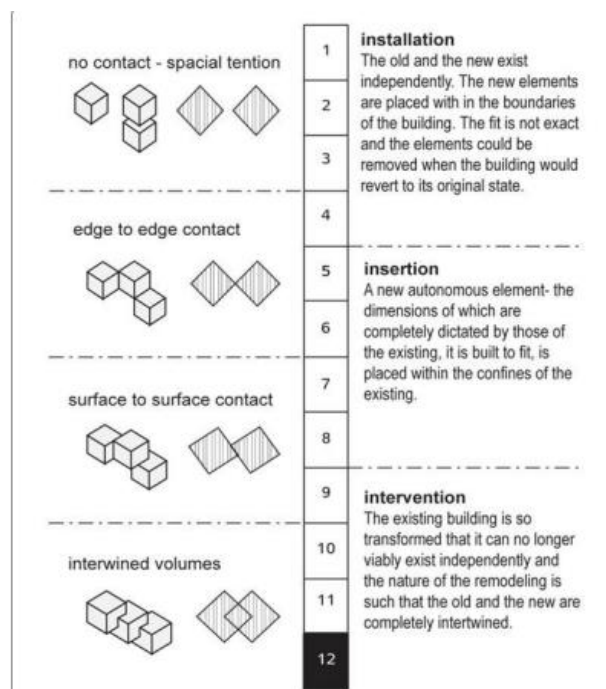 no contact - spacial tention
edge to edge contact
surface to surface contact
interwined volumes
1
2
3
4
5
6
7
8
9
10
11
12
installation
The old and the new exist
independently. The new elements
are placed with in the boundaries
of the building. The fit is not exact
and the elements could be
removed when the building would
revert to its original state.
insertion
A new autonomous element- the
dimensions of which are
completely dictated by those of
the existing, it is built to fit, is
placed within the confines of the
existing.
intervention
The existing building is so
transformed that it can no longer
viably exist independently and
the nature of the remodeling is
such that the old and the new are
completely intertwined.